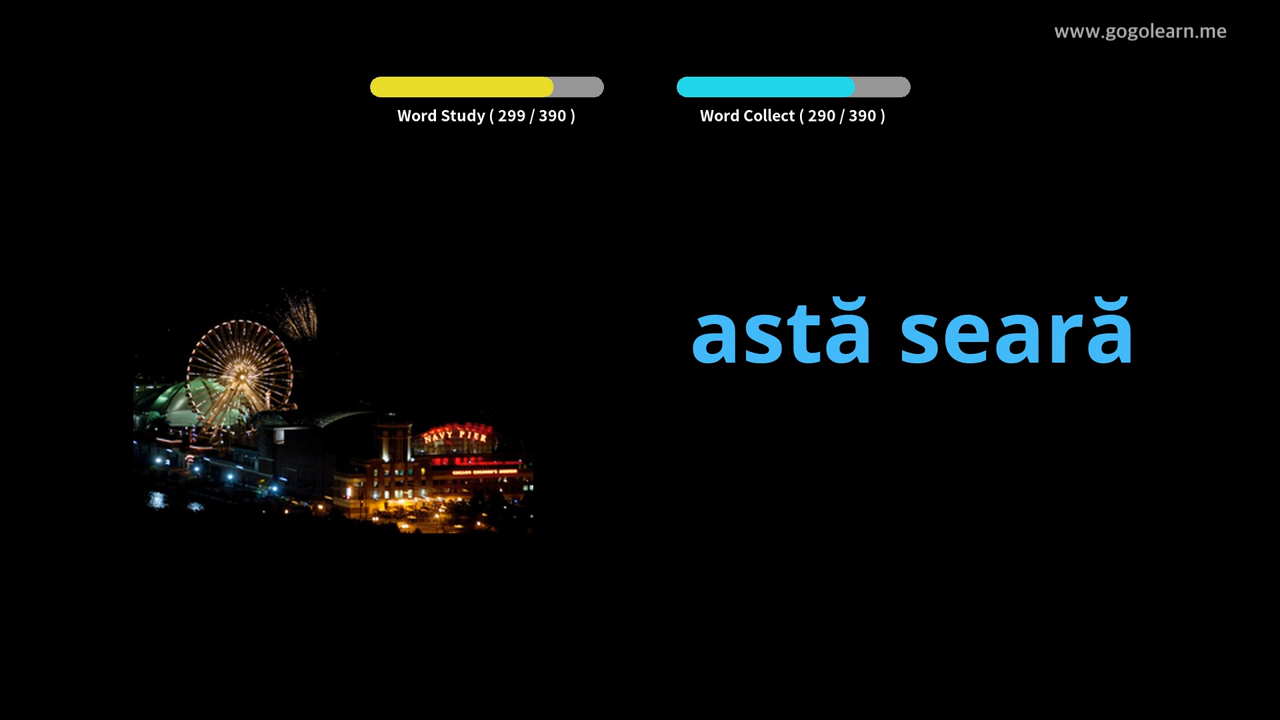 www.gogolearn.me
Word Study ( 299 / 390 )
Word Collect ( 290 / 390 )
astă seară
NAVY PIER